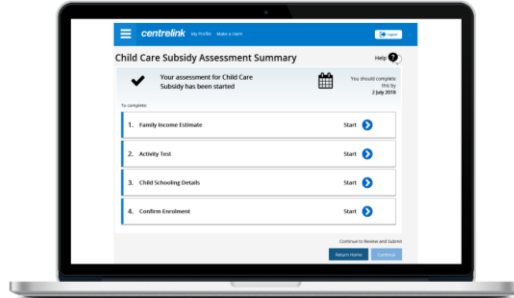 centrelink My Profile Make a claim Logout
Child Care Subsidy Assessment Summary Help ?
Your assessment for Child Care
Subsidy has been started
You should complete
this by
2 July 2018
To complete:
1. Family Income Estimate Start
2. Activity Test Start
3. Child Schooling Details Start
4. Confirm Enrolment Start
Continue to Review and Submit
Return Home Continue